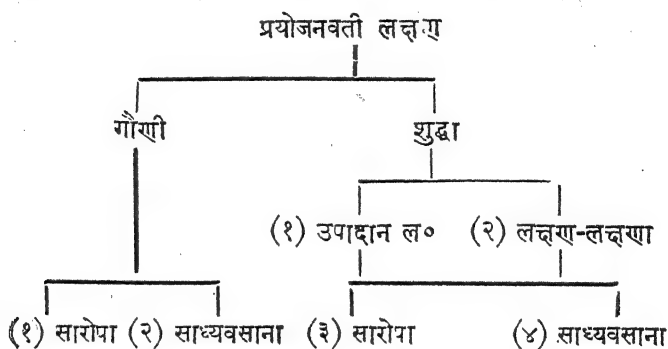 प्रयोजनवती लक्षणा
गौणी शुद्धा
(१) उपादान ल० (२) लक्षण-लक्षणा
(१) सारोपा (२) साध्यवसाना (३) सारोपा (४) साध्यवसाना